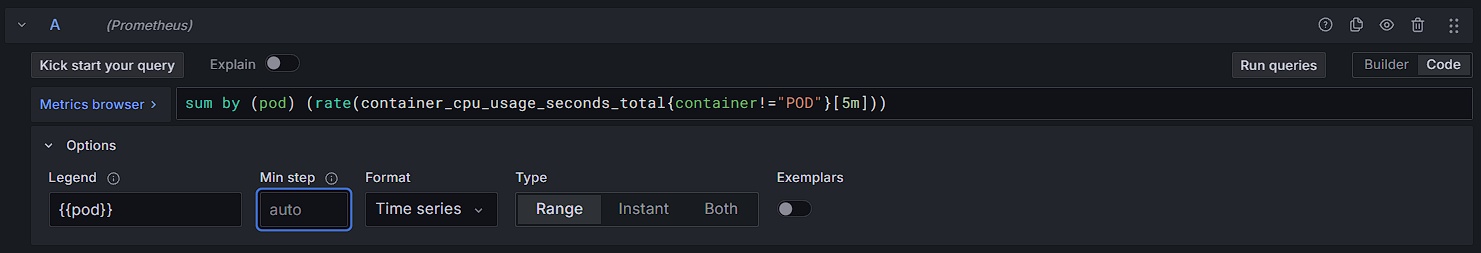 A (Prometheus)
Kick start your query Explain Run queries Builder Code
Metrics browser > sum by (pod) (rate(container_cpu_usage_seconds_total{container!="POD"}[5m]))
Options
Legend Min step Format Type Exemplars
{{pod}} auto Time series Range Instant Both